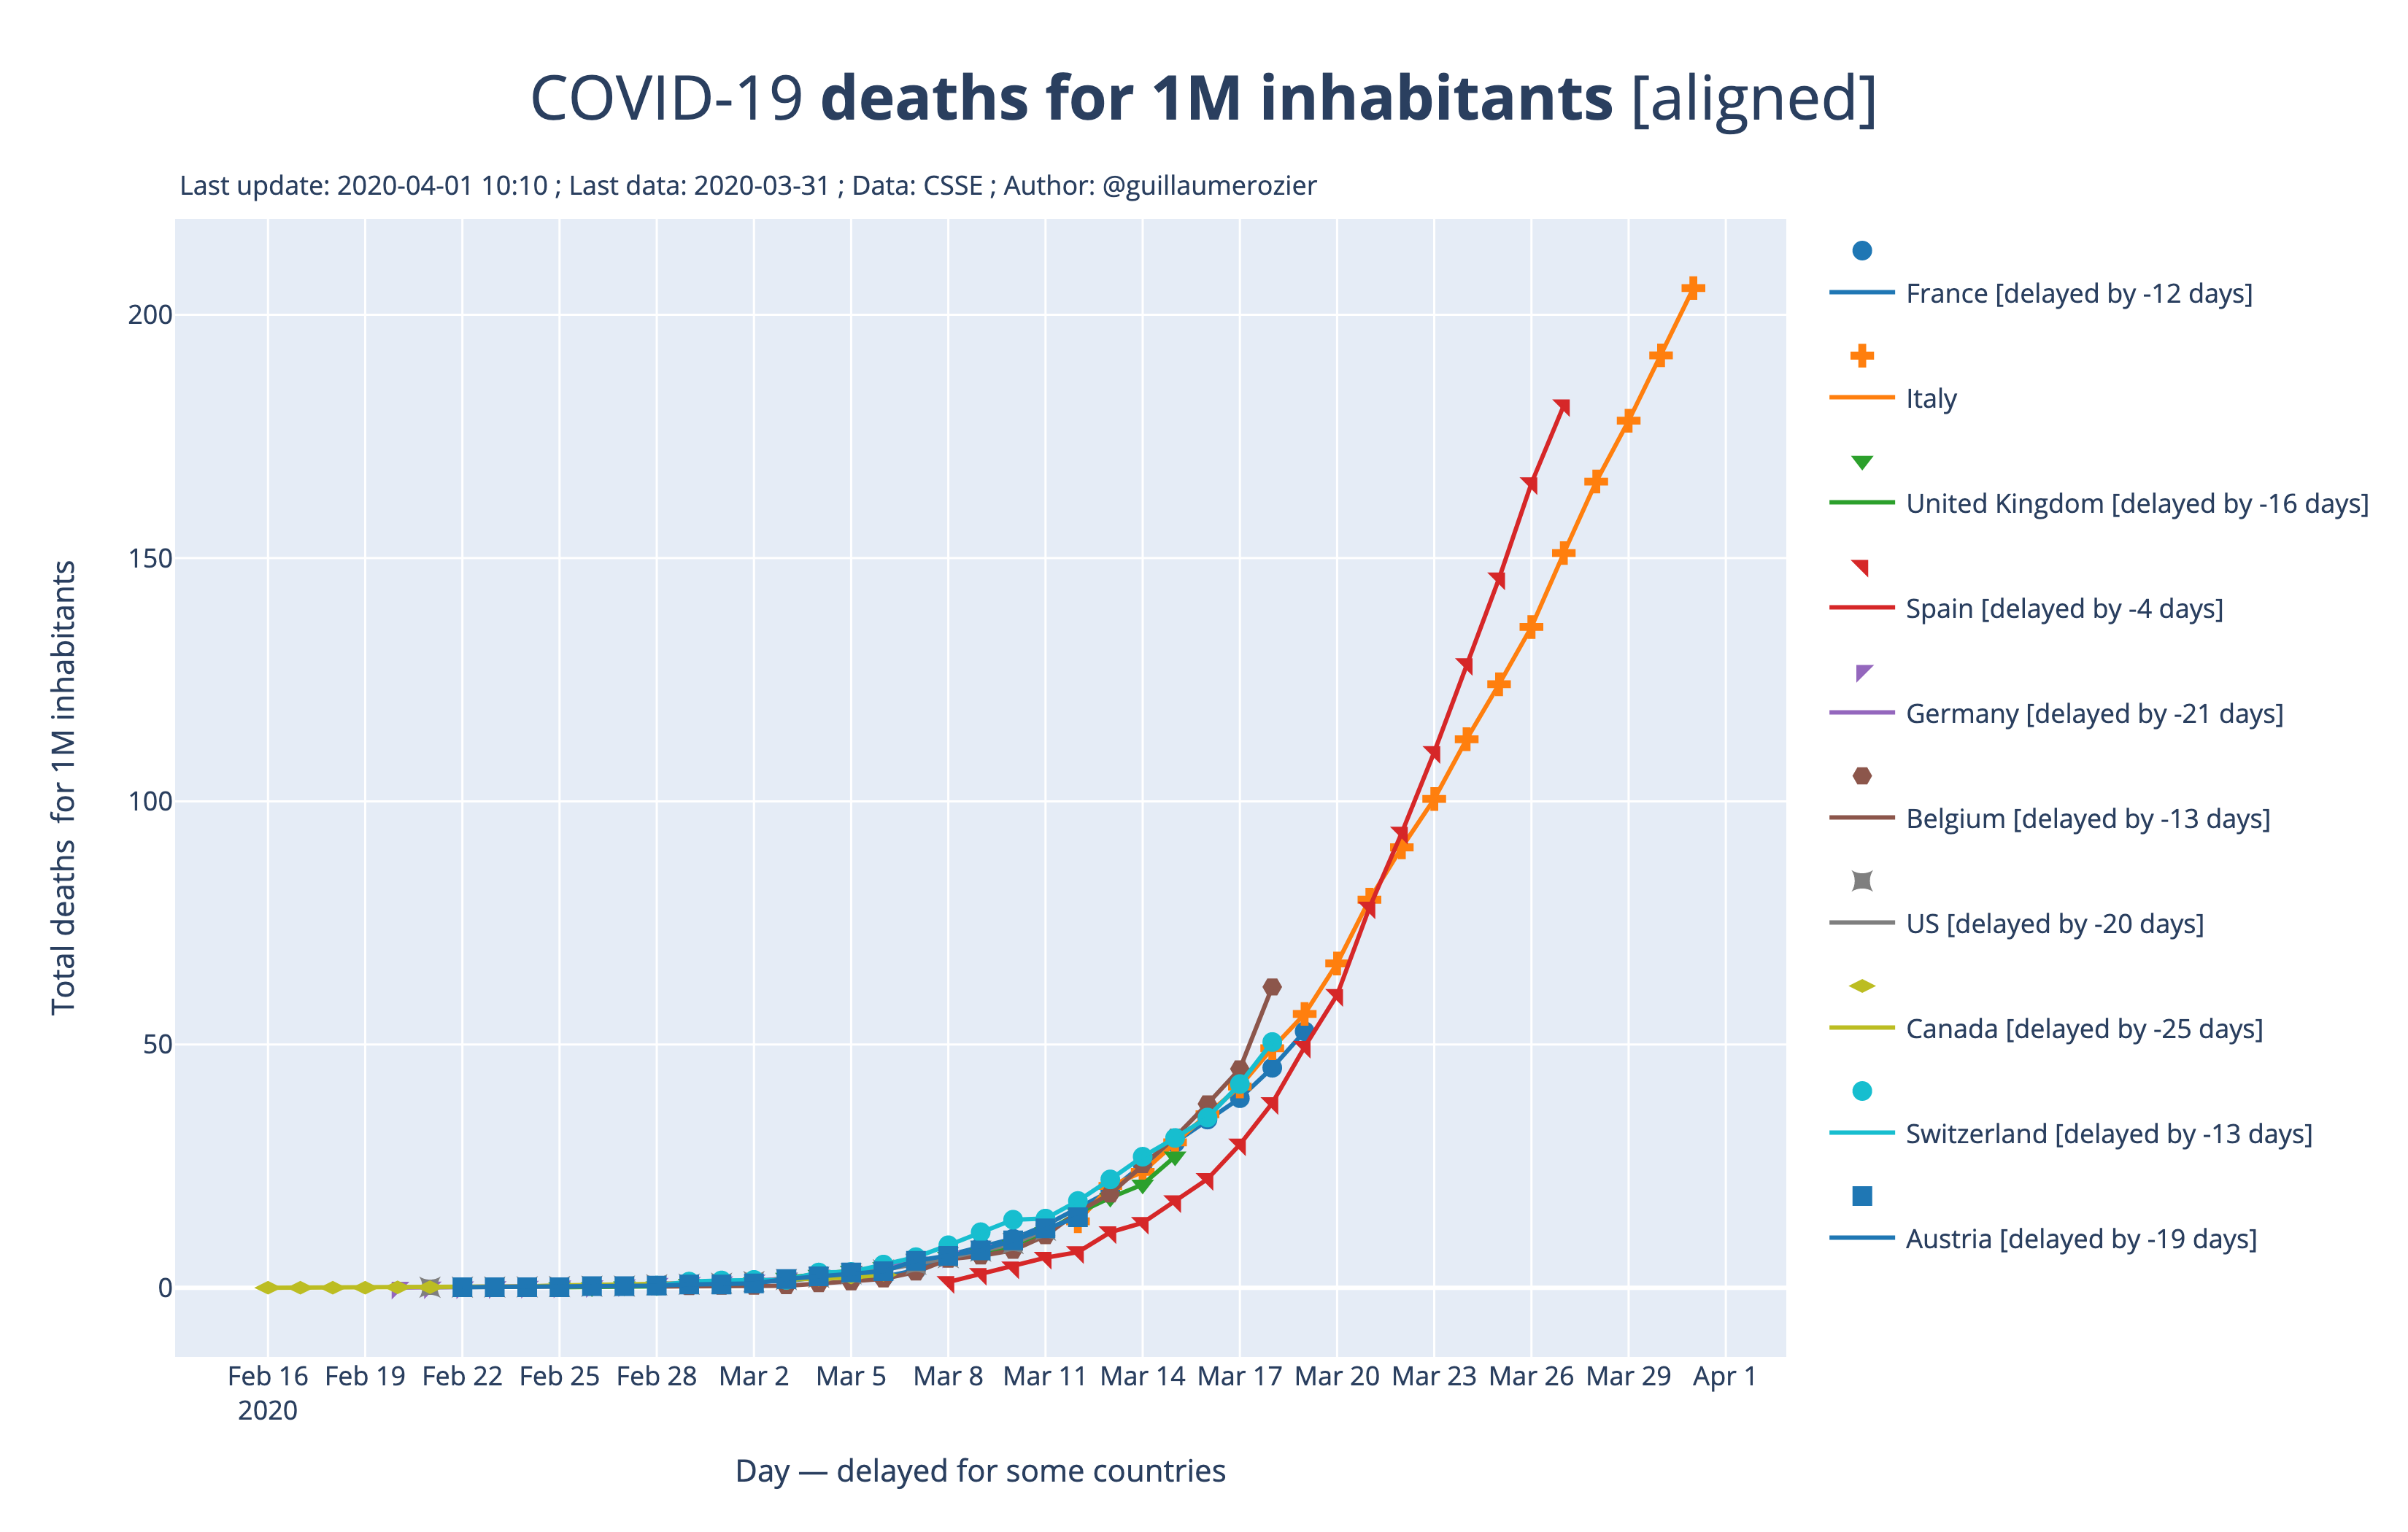 COVID-19 deaths for 1M inhabitants [aligned]
Last update: 2020-04-01 10:10 ; Last data: 2020-03-31 ; Data: CSSE ; Author: @guillaumerozier
Total deaths for 1M inhabitants
200
150
100
50
0
Feb 16 Feb 19 Feb 22 Feb 25 Feb 28 Mar 2 Mar 5 Mar 8 Mar 11 Mar 14 Mar 17 Mar 20 Mar 23 Mar 26 Mar 29 Apr 1
2020
Day — delayed for some countries
France [delayed by -12 days]
Italy
United Kingdom [delayed by -16 days]
Spain [delayed by -4 days]
Germany [delayed by -21 days]
Belgium [delayed by -13 days]
US [delayed by -20 days]
Canada [delayed by -25 days]
Switzerland [delayed by -13 days]
Austria [delayed by -19 days]